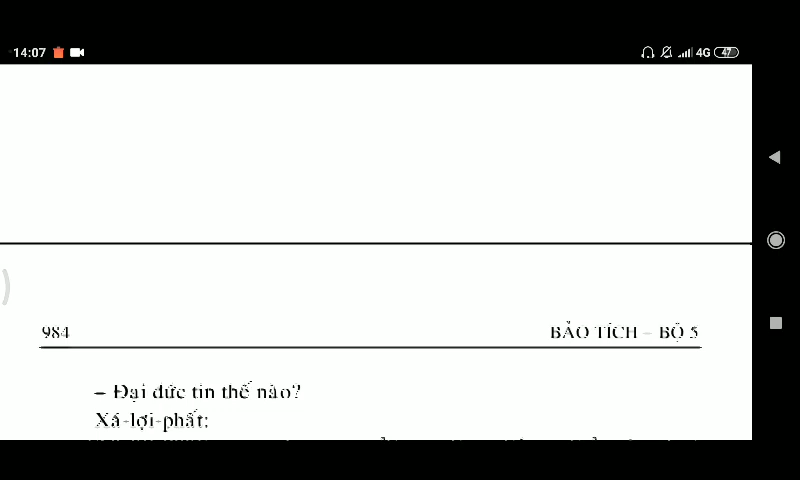 14:07 4G 47
984 BẢO TÍCH – BỘ 5
– Đại đức tin thế nào?
Xá-lợi-phất: